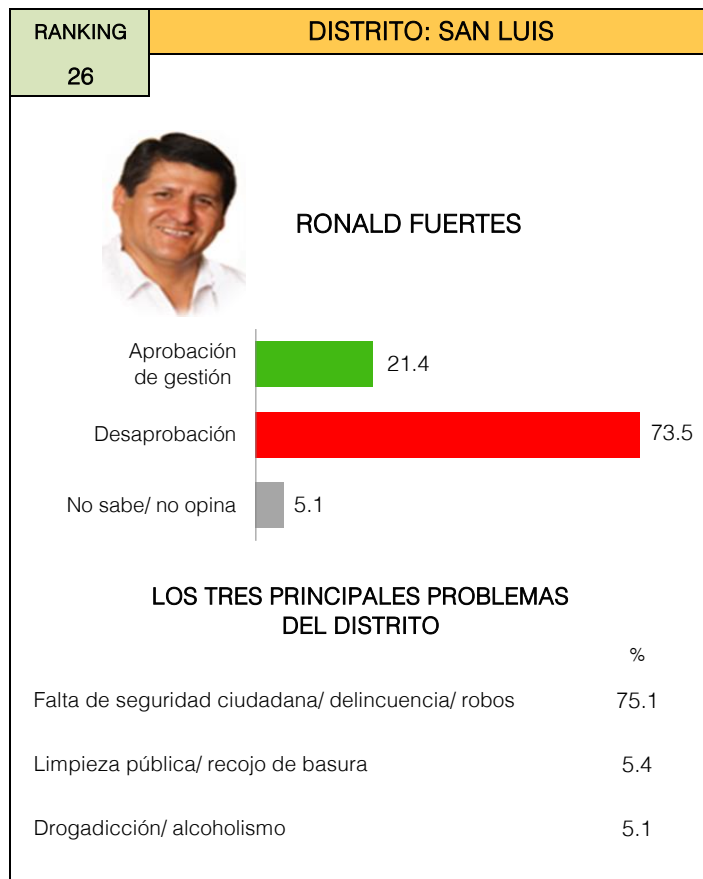 RANKING
26
DISTRITO: SAN LUIS
RONALD FUERTES
Aprobación
de gestión
21.4
Desaprobación
73.5
No sabe/ no opina
5.1
LOS TRES PRINCIPALES PROBLEMAS
DEL DISTRITO
%
Falta de seguridad ciudadana/ delincuencia/ robos 75.1
Limpieza pública/ recojo de basura 5.4
Drogadicción/ alcoholismo 5.1